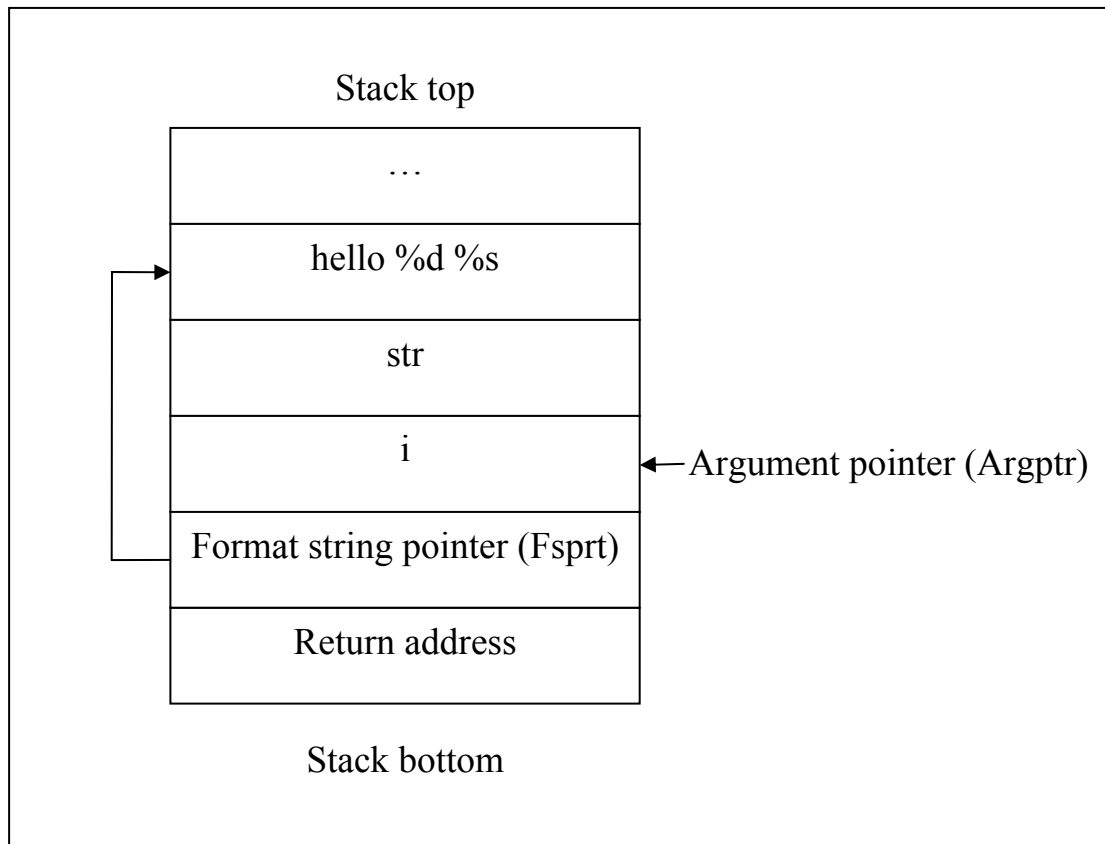 Stack top
…
hello %d %s
str
i
Argument pointer (Argptr)
Format string pointer (Fsprt)
Return address
Stack bottom